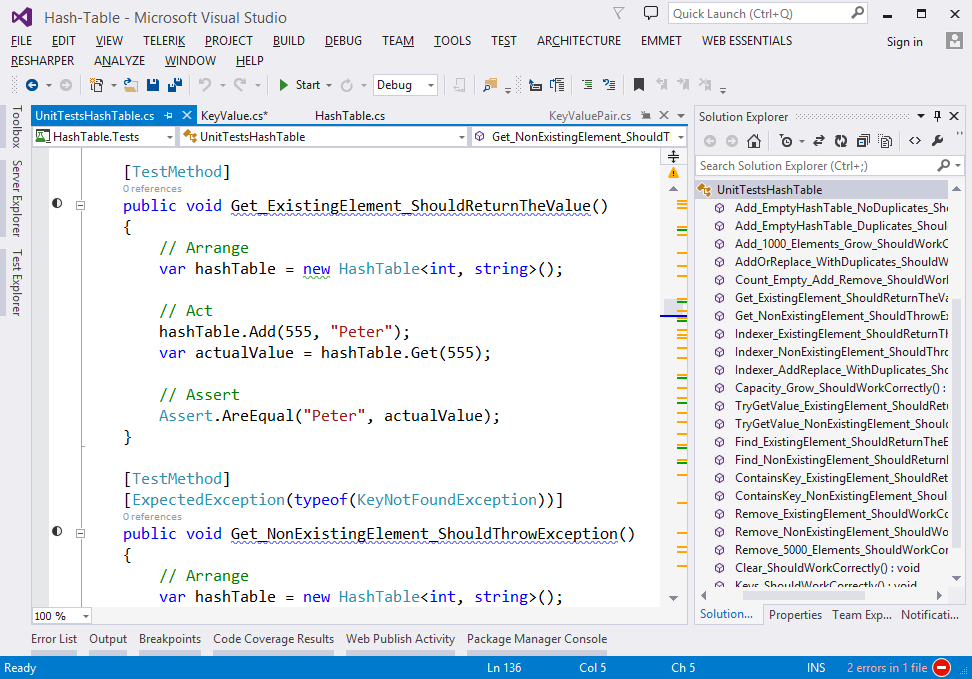 Hash-Table - Microsoft Visual Studio
Quick Launch (Ctrl+Q)
FILE EDIT VIEW TELERIK PROJECT BUILD DEBUG TEAM TOOLS TEST ARCHITECTURE EMMET WEB ESSENTIALS
Sign in
RESHARPER ANALYZE WINDOW HELP
Start
Debug
Toolbox
Server Explorer
Test Explorer
UnitTestsHashTable.cs KeyValue.cs* HashTable.cs KeyValuePair.cs
HashTable.Tests UnitTestsHashTable Get_NonExistingElement_ShouldT
[TestMethod]
0 references
public void Get_ExistingElement_ShouldReturnTheValue()
{
// Arrange
var hashTable = new HashTable<int, string>();
// Act
hashTable.Add(555, "Peter");
var actualValue = hashTable.Get(555);
// Assert
Assert.AreEqual("Peter", actualValue);
}
[TestMethod]
[ExpectedException(typeof(KeyNotFoundException))]
0 references
public void Get_NonExistingElement_ShouldThrowException()
{
// Arrange
var hashTable = new HashTable<int, string>();
100 %
Solution Explorer
Search Solution Explorer (Ctrl+;)
UnitTestsHashTable
Add_EmptyHashTable_NoDuplicates_Sh
Add_EmptyHashTable_Duplicates_Shoul
Add_1000_Elements_Grow_ShouldWorkC
AddOrReplace_WithDuplicates_ShouldW
Count_Empty_Add_Remove_ShouldWorl
Get_ExistingElement_ShouldReturnTheVa
Get_NonExistingElement_ShouldThrowEx
Indexer_ExistingElement_ShouldReturnTh
Indexer_NonExistingElement_ShouldThro
Indexer_AddReplace_WithDuplicates_Sho
Capacity_Grow_ShouldWorkCorrectly() :
TryGetValue_ExistingElement_ShouldRetu
TryGetValue_NonExistingElement_Should
Find_ExistingElement_ShouldReturnTheE
Find_NonExistingElement_ShouldReturnI
ContainsKey_ExistingElement_ShouldRet
ContainsKey_NonExistingElement_Shoul
Remove_ExistingElement_ShouldWorkCo
Remove_NonExistingElement_ShouldWo
Remove_5000_Elements_ShouldWorkCor
Clear_ShouldWorkCorrectly() : void
Keys_ShouldWorkCorrectly() : void
Solution... Properties Team Exp... Notificati...
Error List Output Breakpoints Code Coverage Results Web Publish Activity Package Manager Console
Ready Ln 136 Col 5 Ch 5 INS 2 errors in 1 file